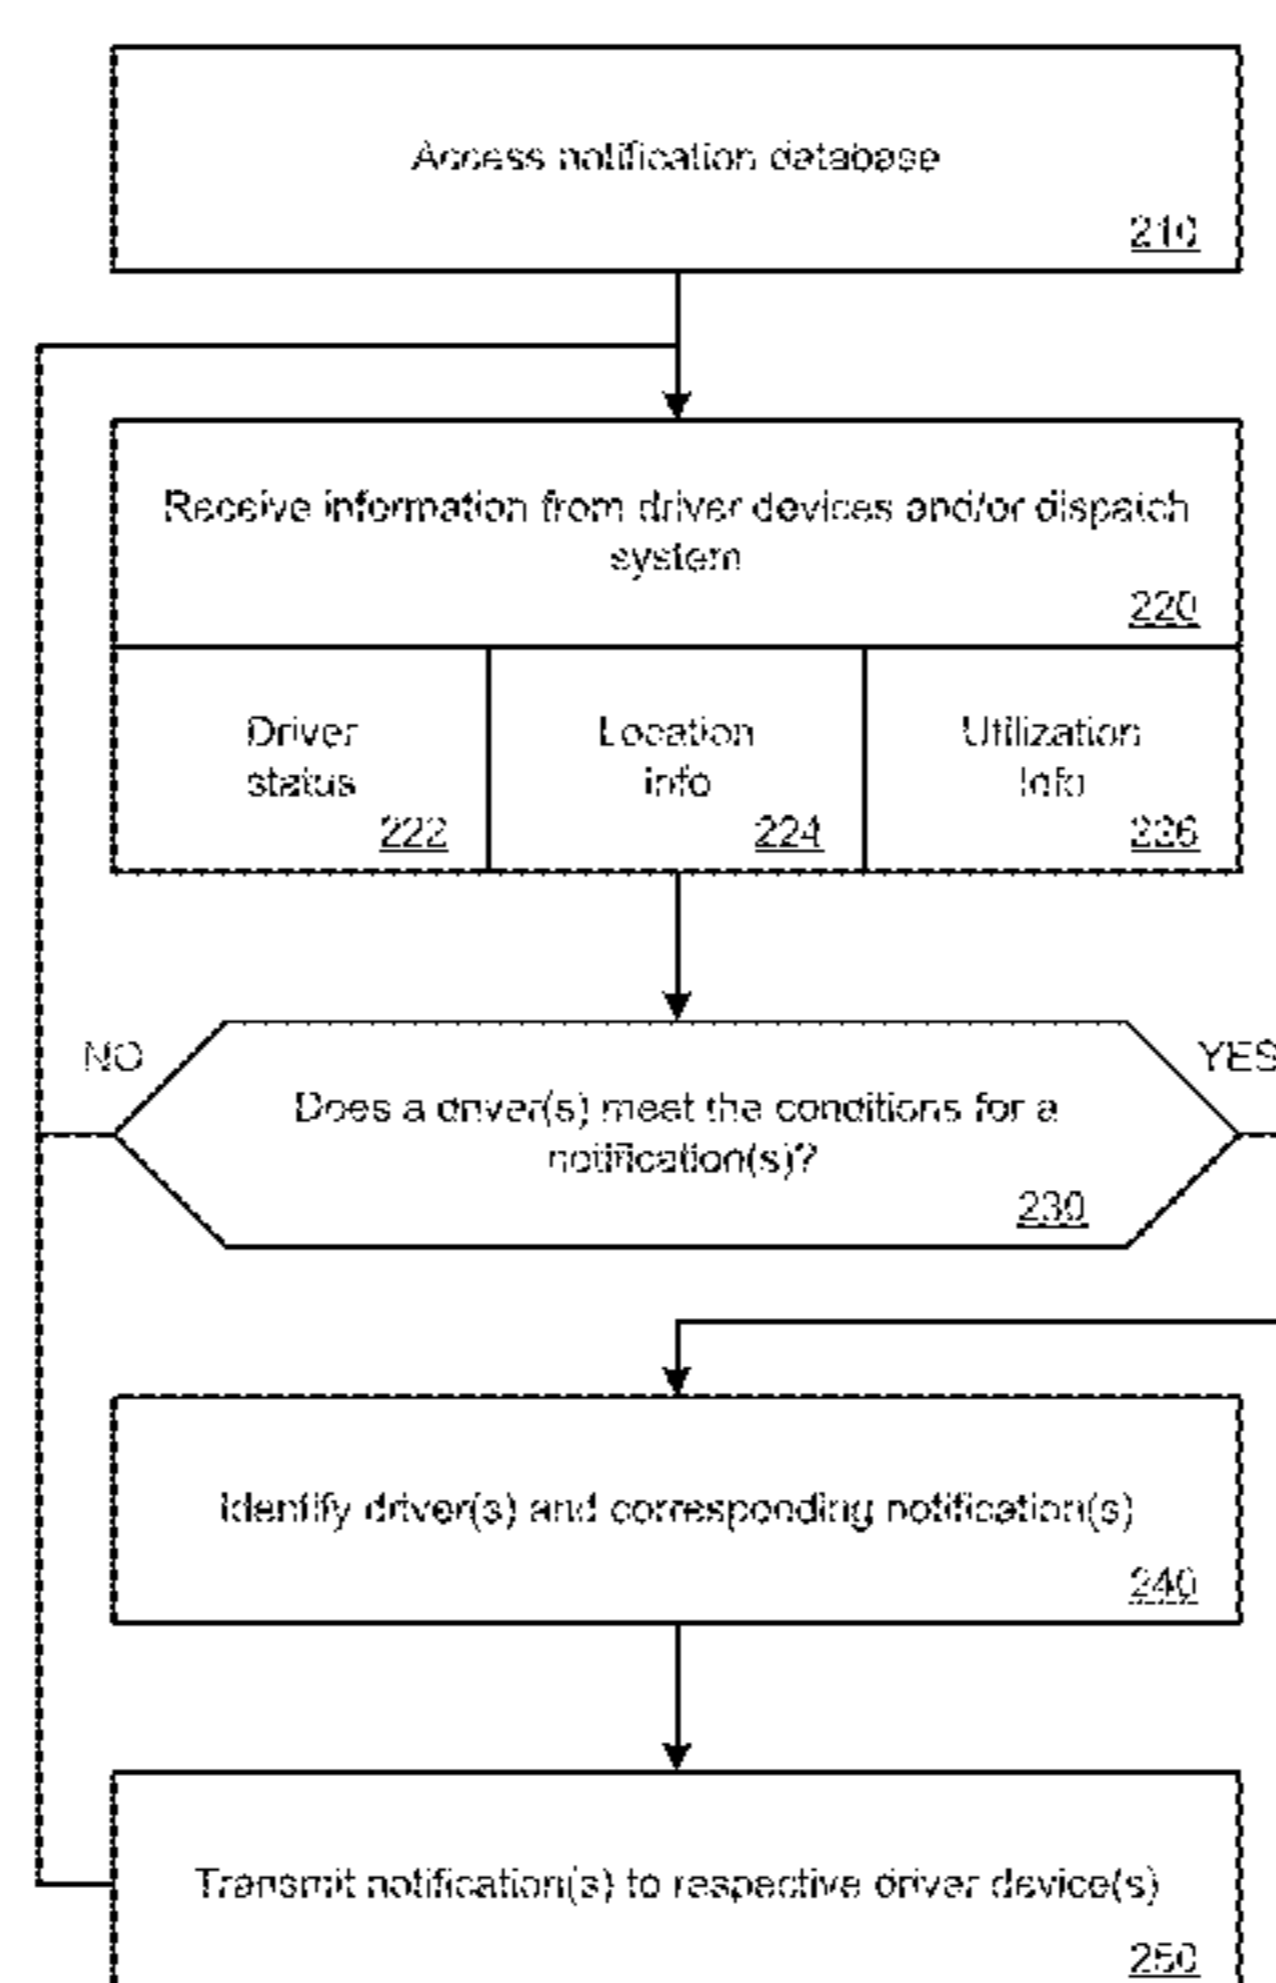 Access notification database
210
Receive information from driver devices and/or dispatch
system
220
Driver
status
222
Location
info
224
Utilization
Info
226
NO
YES
Does a driver(s) meet the conditions for a
notification(s)?
230
Identify driver(s) and corresponding notification(s)
240
Transmit notification(s) to respective driver device(s)
250